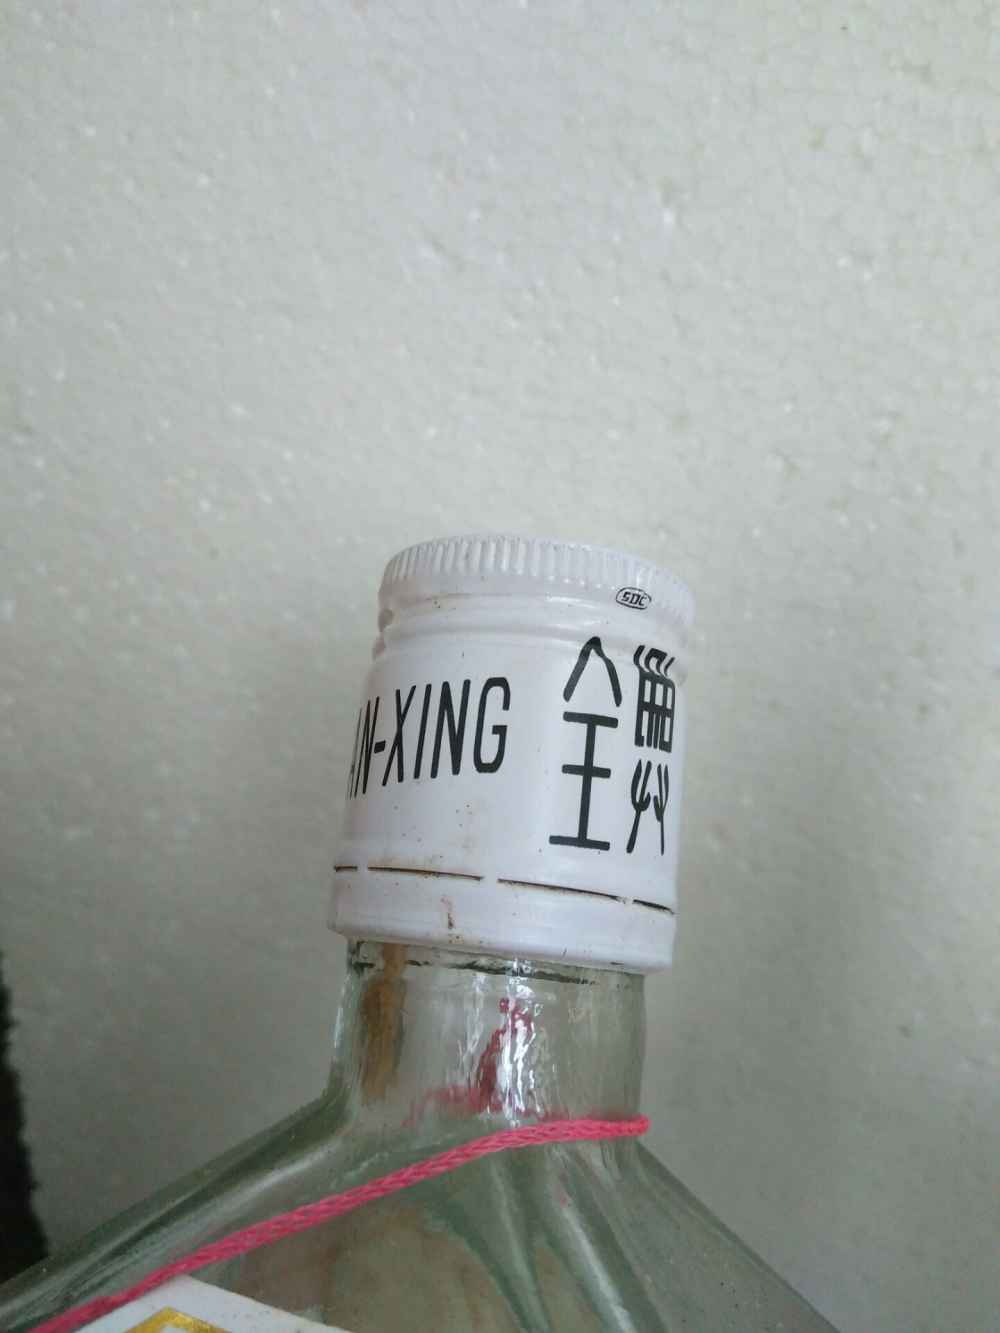 SDC
AN-XING
全興